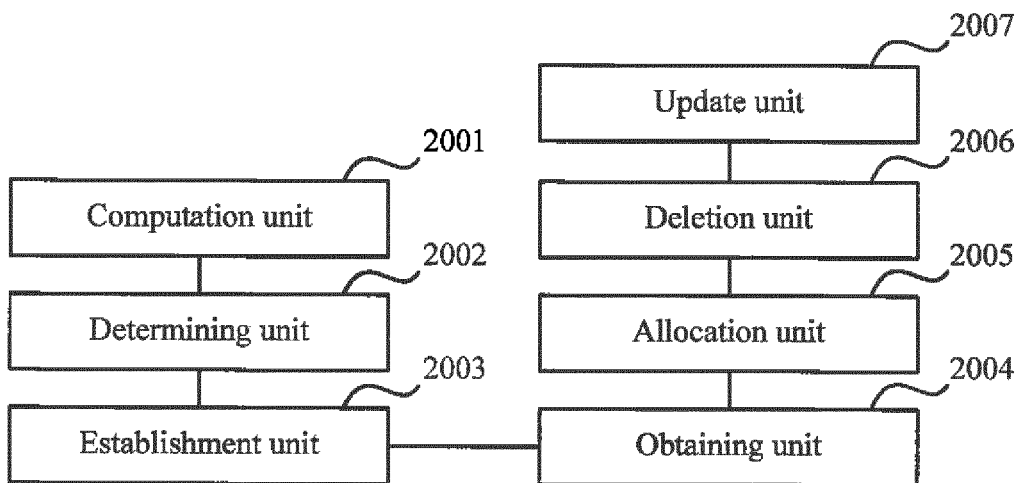 2007
Update unit
2001
2006
Computation unit
Deletion unit
2002
2005
Determining unit
Allocation unit
2003
2004
Establishment unit
Obtaining unit